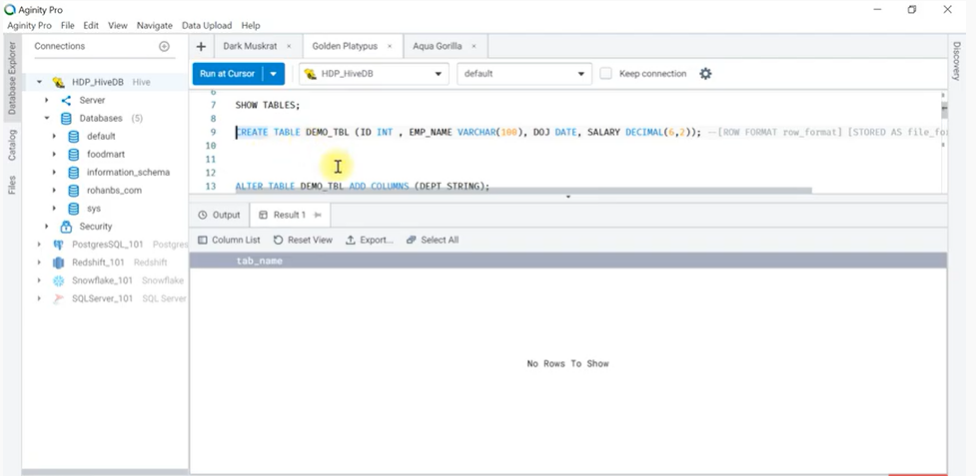 Aginity Pro
Aginity Pro File Edit View Navigate Data Upload Help
Database Explorer
Catalog
Files
Connections
HDP_HiveDB Hive
Server
Databases (5)
default
foodmart
information_schema
rohanbs_com
sys
Security
PostgresSQL_101 Postgres
Redshift_101 Redshift
Snowflake_101 Snowflake
SQLServer_101 SQL Server
Dark Muskrat × Golden Platypus × Aqua Gorilla ×
Run at Cursor HDP_HiveDB default Keep connection
6
7 SHOW TABLES;
8
9 CREATE TABLE DEMO_TBL (ID INT , EMP_NAME VARCHAR(100), DOJ DATE, SALARY DECIMAL(6,2)); --[ROW FORMAT row_format] [STORED AS file_fo
10
11
12
13 ALTER TABLE DEMO_TBL ADD COLUMNS (DEPT STRING);
Output Result 1
Column List Reset View Export... Select All
tab_name
No Rows To Show
Discovery